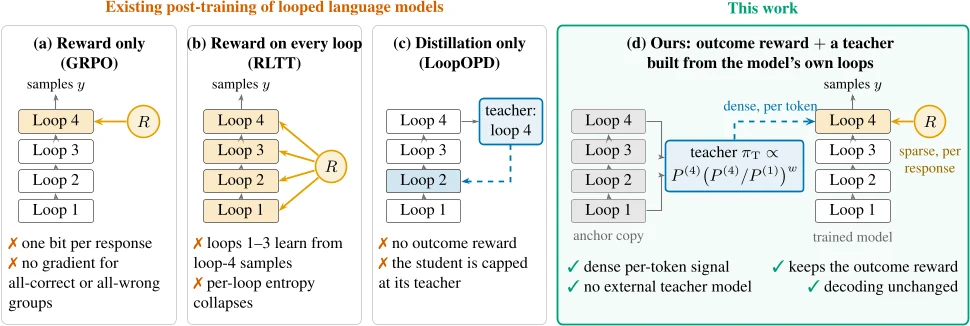 Existing post-training of looped language models
This work
(a) Reward only
(GRPO)
samples y
Loop 4
R
Loop 3
Loop 2
Loop 1
✗ one bit per response
✗ no gradient for
all-correct or all-wrong
groups
(b) Reward on every loop
(RLTT)
samples y
Loop 4
Loop 3
R
Loop 2
Loop 1
✗ loops 1–3 learn from
loop-4 samples
✗ per-loop entropy
collapses
(c) Distillation only
(LoopOPD)
teacher:
loop 4
Loop 4
Loop 3
Loop 2
Loop 1
✗ no outcome reward
✗ the student is capped
at its teacher
(d) Ours: outcome reward + a teacher
built from the model's own loops
samples y
dense, per token
Loop 4
Loop 3
Loop 2
Loop 1
anchor copy
teacher π_T ∝
P^(4)(P^(4)/P^(1))^w
Loop 4
R
sparse, per
response
Loop 3
Loop 2
Loop 1
trained model
✓ dense per-token signal
✓ keeps the outcome reward
✓ no external teacher model
✓ decoding unchanged